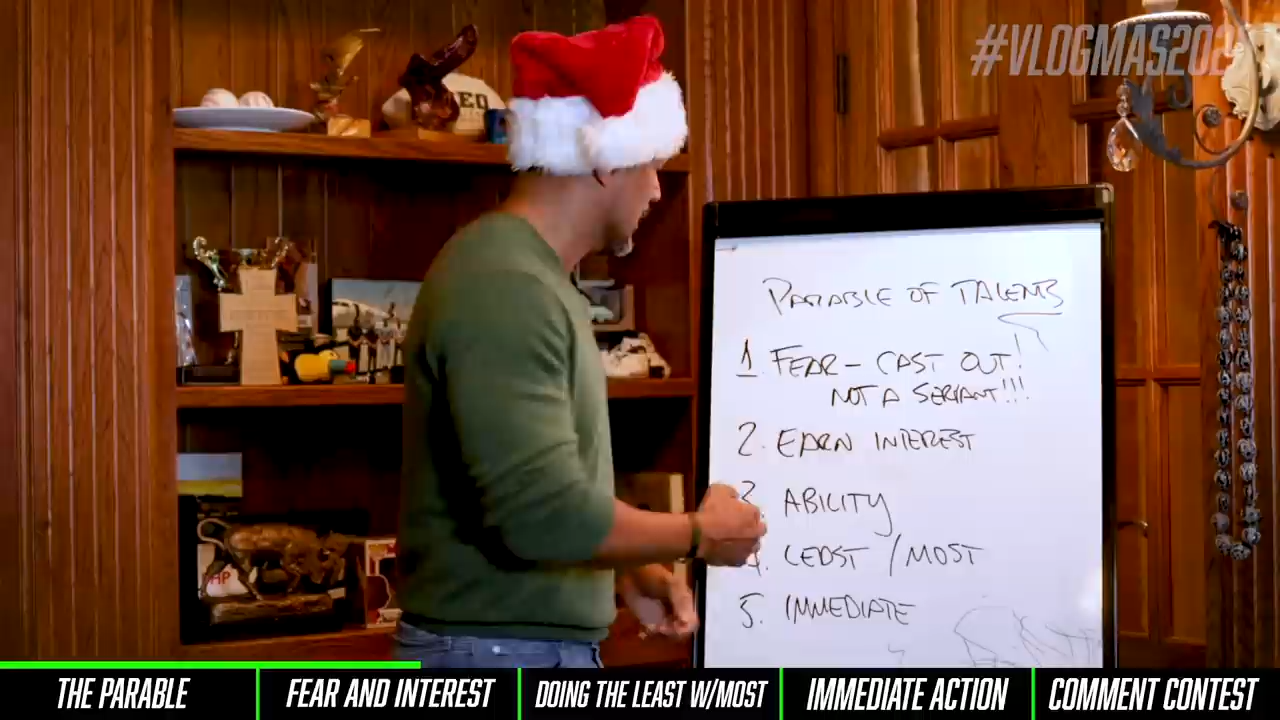 #VLOGMAS202
PARABLE OF TALENTS
1. FEAR – CAST OUT!
NOT A SERVANT!!!
2. EARN INTEREST
3. ABILITY
4. LEAST / MOST
5. IMMEDIATE
THE PARABLE
FEAR AND INTEREST
DOING THE LEAST W/MOST
IMMEDIATE ACTION
COMMENT CONTEST